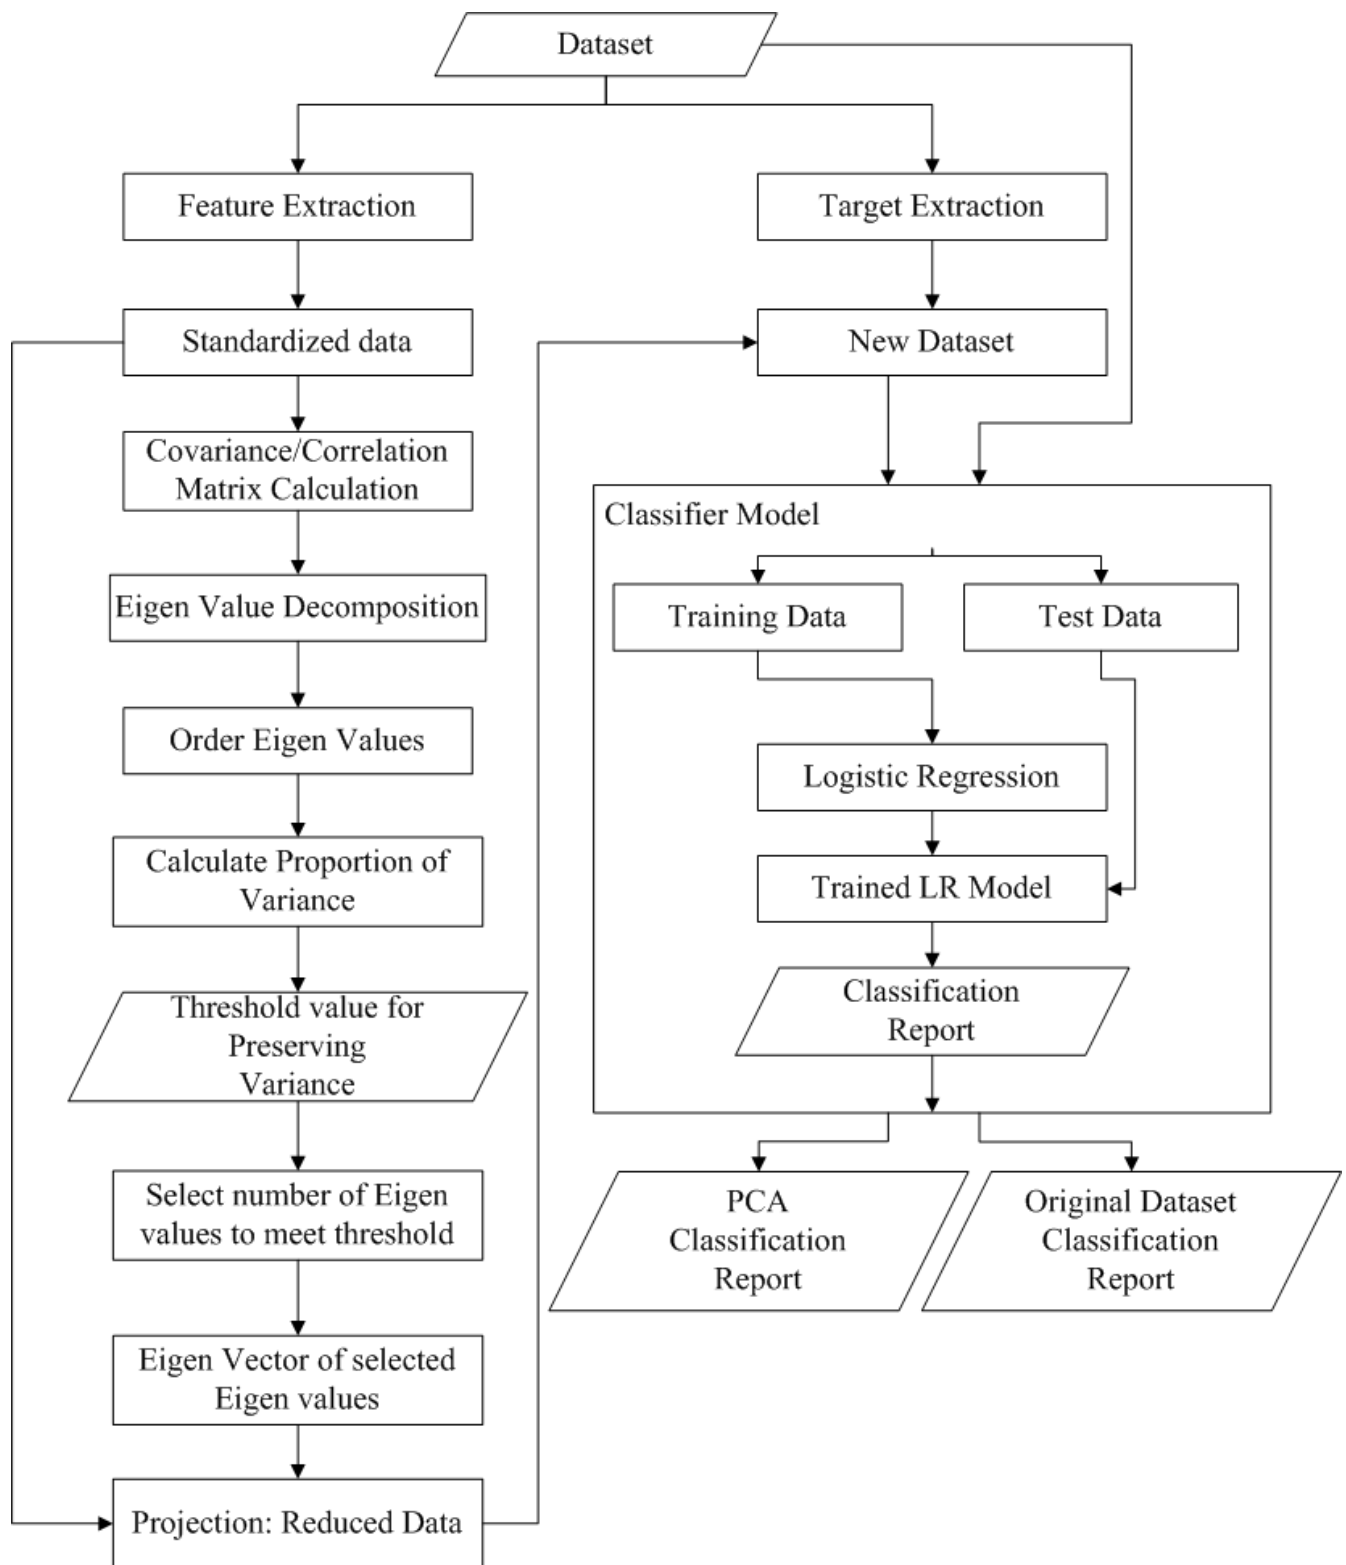 Dataset
Feature Extraction
Target Extraction
Standardized data
New Dataset
Covariance/Correlation
Matrix Calculation
Classifier Model
Eigen Value Decomposition
Training Data
Test Data
Order Eigen Values
Logistic Regression
Calculate Proportion of
Variance
Trained LR Model
Threshold value for
Preserving
Variance
Classification
Report
Select number of Eigen
values to meet threshold
PCA
Classification
Report
Original Dataset
Classification
Report
Eigen Vector of selected
Eigen values
Projection: Reduced Data